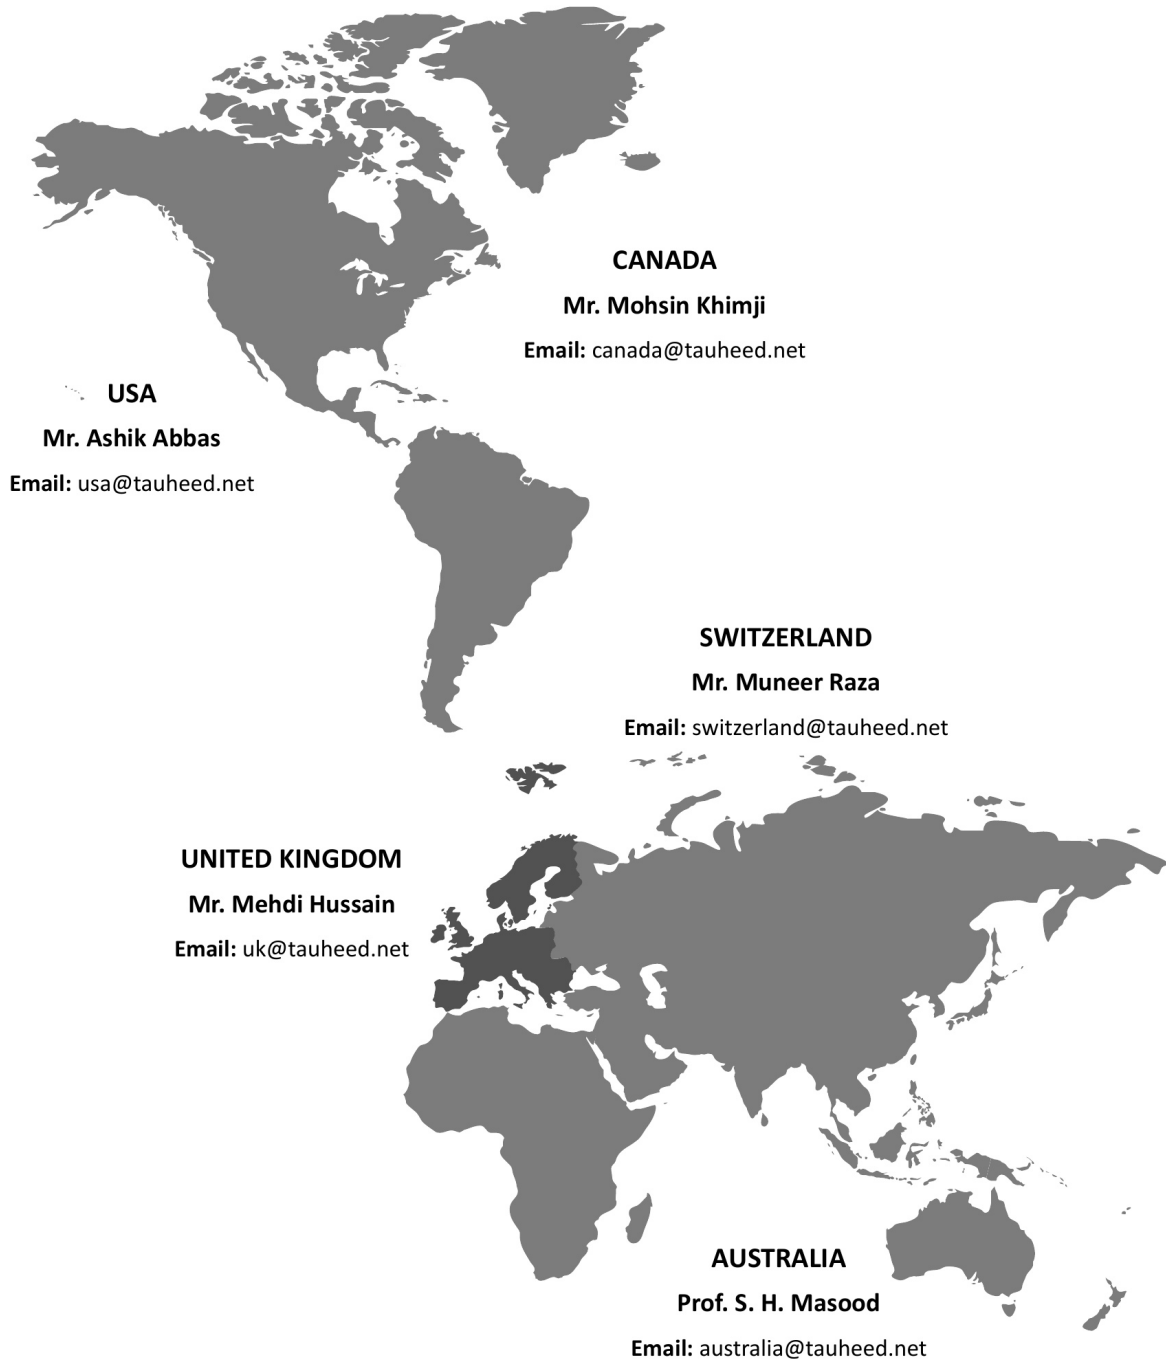 CANADA
Mr. Mohsin Khimji
Email: canada@tauheed.net
USA
Mr. Ashik Abbas
Email: usa@tauheed.net
SWITZERLAND
Mr. Muneer Raza
Email: switzerland@tauheed.net
UNITED KINGDOM
Mr. Mehdi Hussain
Email: uk@tauheed.net
AUSTRALIA
Prof. S. H. Masood
Email: australia@tauheed.net